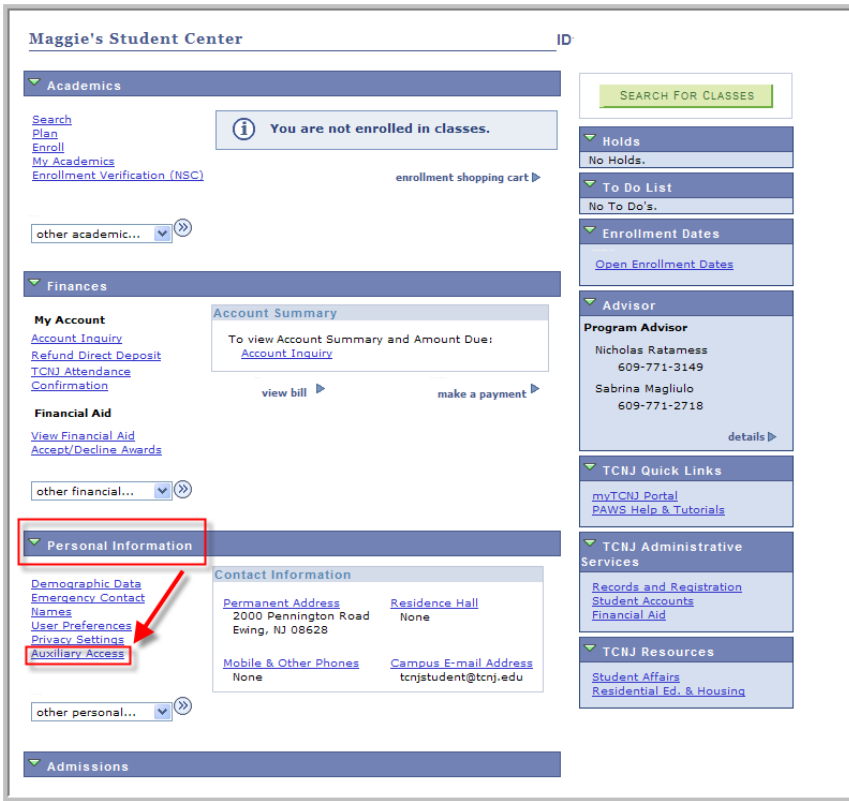 Maggie's Student Center
ID
Academics
Search
Plan
Enroll
My Academics
Enrollment Verification (NSC)
You are not enrolled in classes.
enrollment shopping cart
other academic...
Finances
My Account
Account Inquiry
Refund Direct Deposit
TCNJ Attendance
Confirmation
Financial Aid
View Financial Aid
Accept/Decline Awards
Account Summary
To view Account Summary and Amount Due:
Account Inquiry
view bill
make a payment
other financial...
Personal Information
Demographic Data
Emergency Contact
Names
User Preferences
Privacy Settings
Auxiliary Access
Contact Information
Permanent Address
2000 Pennington Road
Ewing, NJ 08628
Residence Hall
None
Mobile & Other Phones
None
Campus E-mail Address
tcnjstudent@tcnj.edu
other personal...
Admissions
SEARCH FOR CLASSES
Holds
No Holds.
To Do List
No To Do's.
Enrollment Dates
Open Enrollment Dates
Advisor
Program Advisor
Nicholas Ratamess
609-771-3149
Sabrina Magliulo
609-771-2718
details
TCNJ Quick Links
myTCNJ Portal
PAWS Help & Tutorials
TCNJ Administrative
Services
Records and Registration
Student Accounts
Financial Aid
TCNJ Resources
Student Affairs
Residential Ed. & Housing